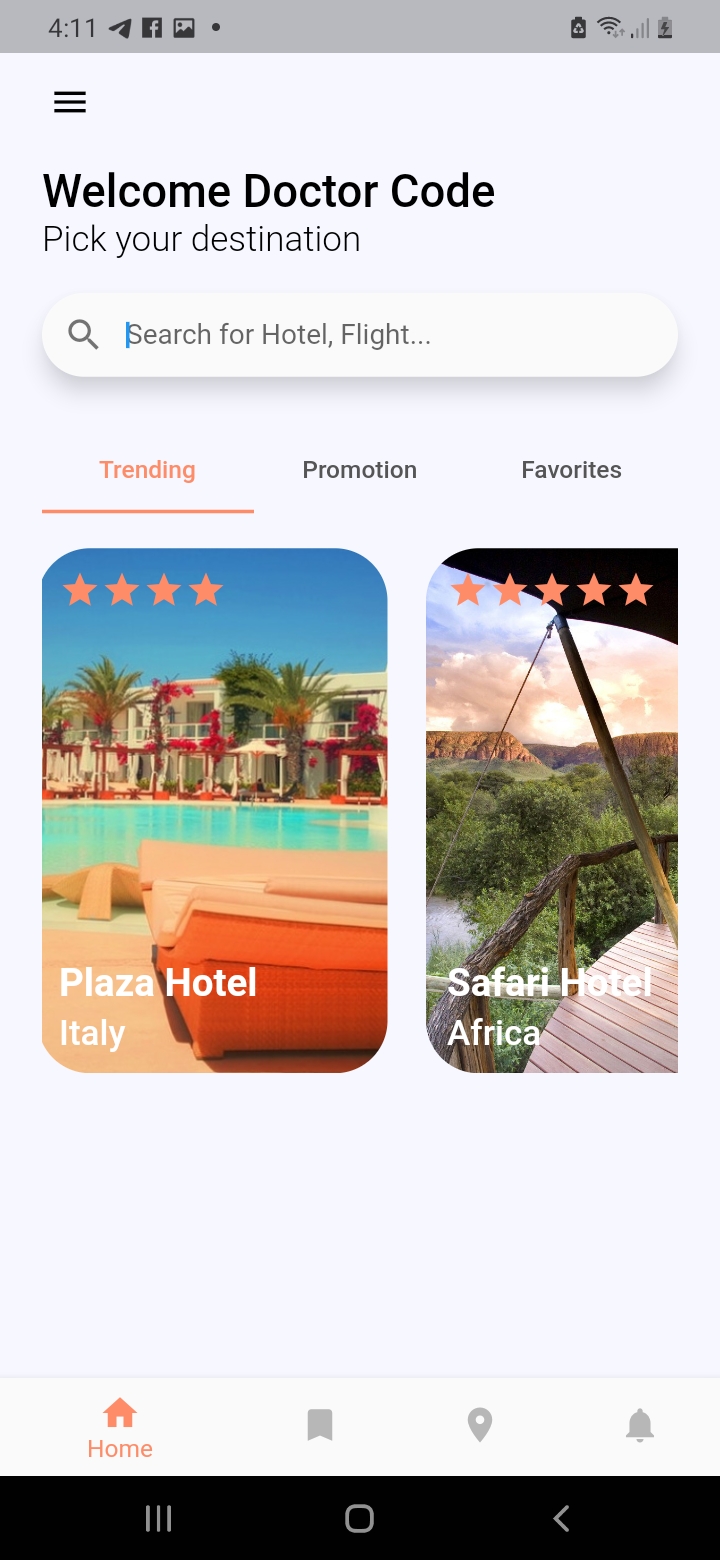 4:11
Welcome Doctor Code
Pick your destination
Search for Hotel, Flight...
Trending Promotion Favorites
Plaza Hotel
Italy
Safari Hotel
Africa
Home